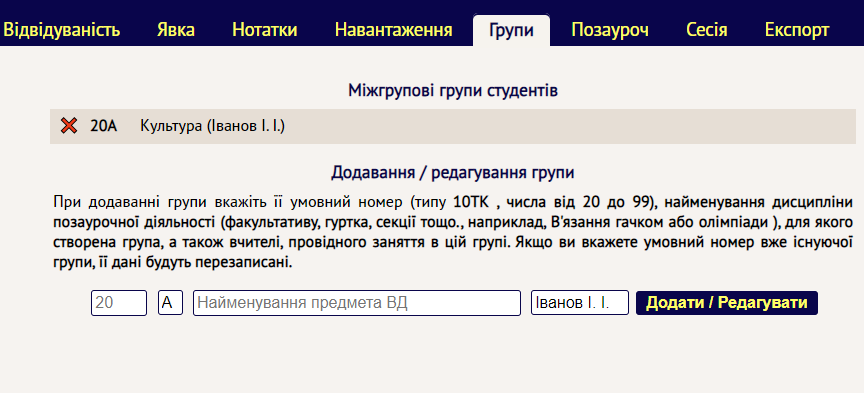 Відвідуваність Явка Нотатки Навантаження Групи Позауроч Сесія Експорт
Міжгрупові групи студентів
20А Культура (Іванов І. І.)
Додавання / редагування групи
При додаванні групи вкажіть її умовний номер (типу 10ТК , числа від 20 до 99), найменування дисципліни
позаурочної діяльності (факультативу, гуртка, секції тощо., наприклад, В'язання гачком або олімпіади ), для якого
створена група, а також вчителі, провідного заняття в цій групі. Якщо ви вкажете умовний номер вже існуючої
групи, її дані будуть перезаписані.
20 А Найменування предмета ВД Іванов І. І. Додати / Редагувати